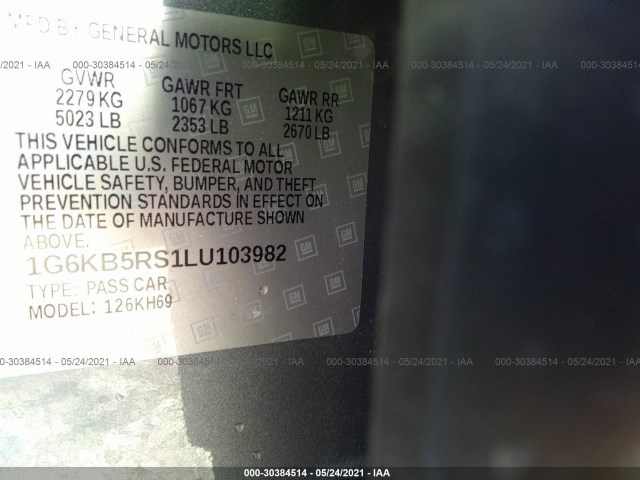 MFD BY GENERAL MOTORS LLC
GVWR GAWR FRT GAWR RR
2279 KG 1067 KG 1211 KG
5023 LB 2353 LB 2670 LB
THIS VEHICLE CONFORMS TO ALL
APPLICABLE U.S. FEDERAL MOTOR
VEHICLE SAFETY, BUMPER, AND THEFT
PREVENTION STANDARDS IN EFFECT ON
THE DATE OF MANUFACTURE SHOWN
ABOVE.
1G6KB5RS1LU103982
TYPE: PASS CAR
MODEL: 126KH69
000-30384514 - 05/24/2021 - IAA